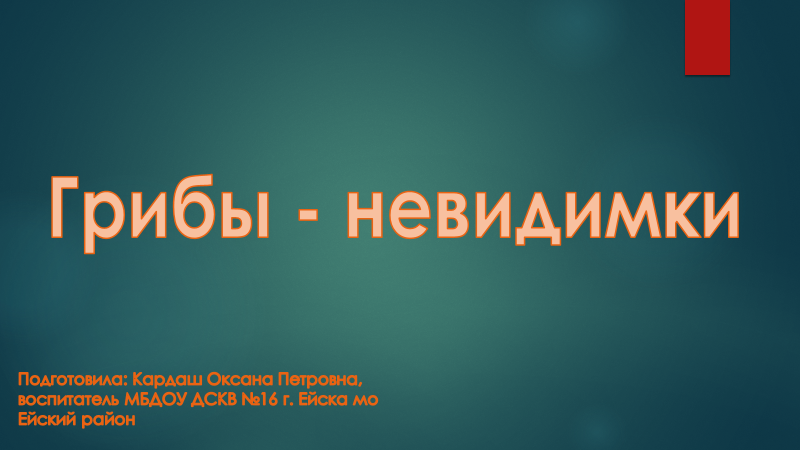 Грибы - невидимки
Подготовила: Кардаш Оксана Петровна,
воспитатель МБДОУ ДСКВ №16 г. Ейска мо
Ейский район